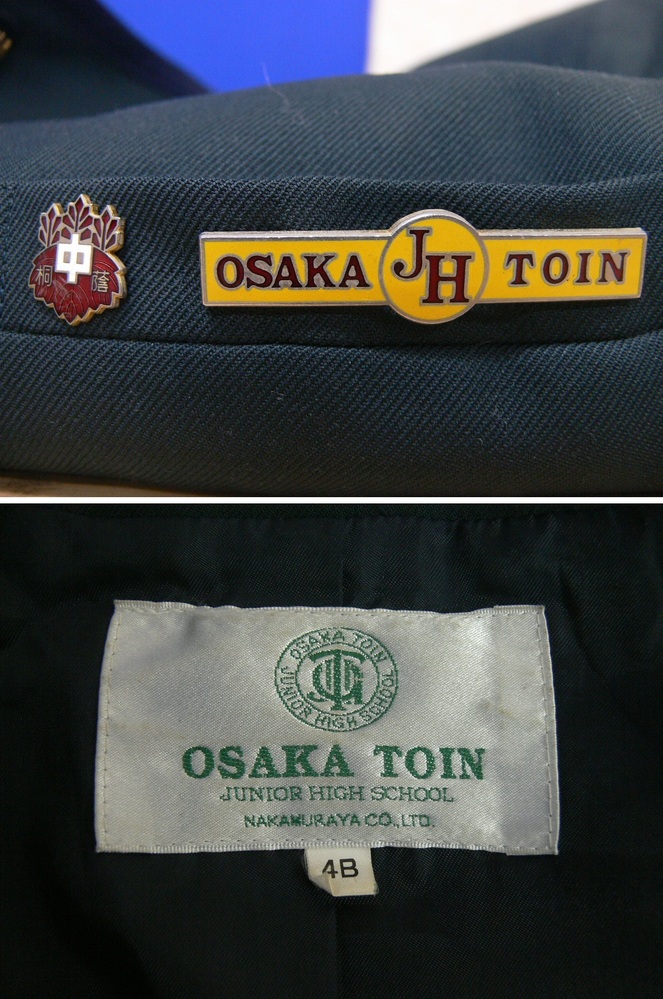 中
桐 蔭
OSAKA JH TOIN
OSAKA TOIN
JUNIOR HIGH SCHOOL
OSAKA TOIN
JUNIOR HIGH SCHOOL
NAKAMURAYA CO., LTD.
4B